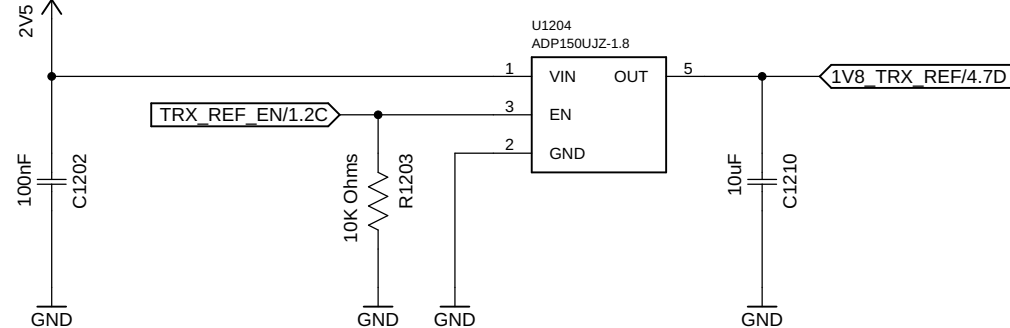 2V5
U1204
ADP150UJZ-1.8
1
VIN
OUT
5
1V8_TRX_REF/4.7D
TRX_REF_EN/1.2C
3
EN
2
GND
100nF
C1202
10K Ohms
R1203
10uF
C1210
GND
GND
GND
GND